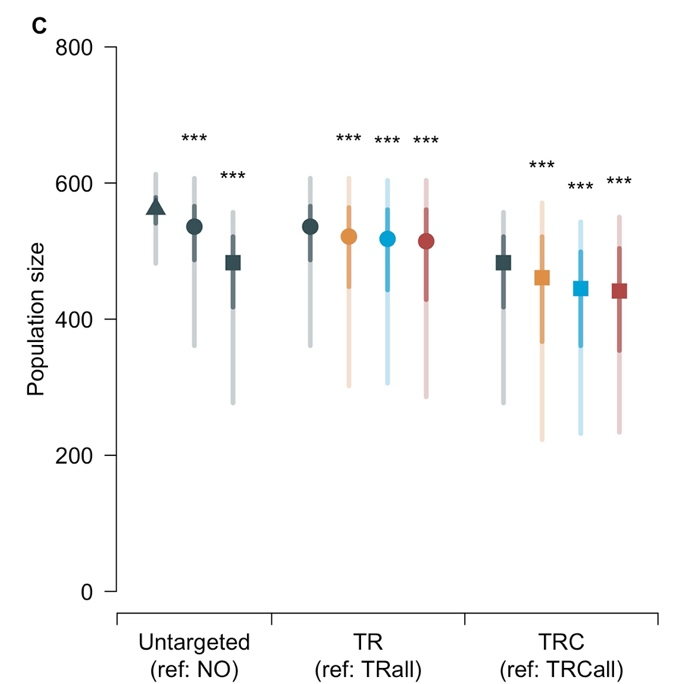 C
800
600
400
200
0
Population size
***
***
***
***
***
***
***
***
Untargeted
(ref: NO)
TR
(ref: TRall)
TRC
(ref: TRCall)